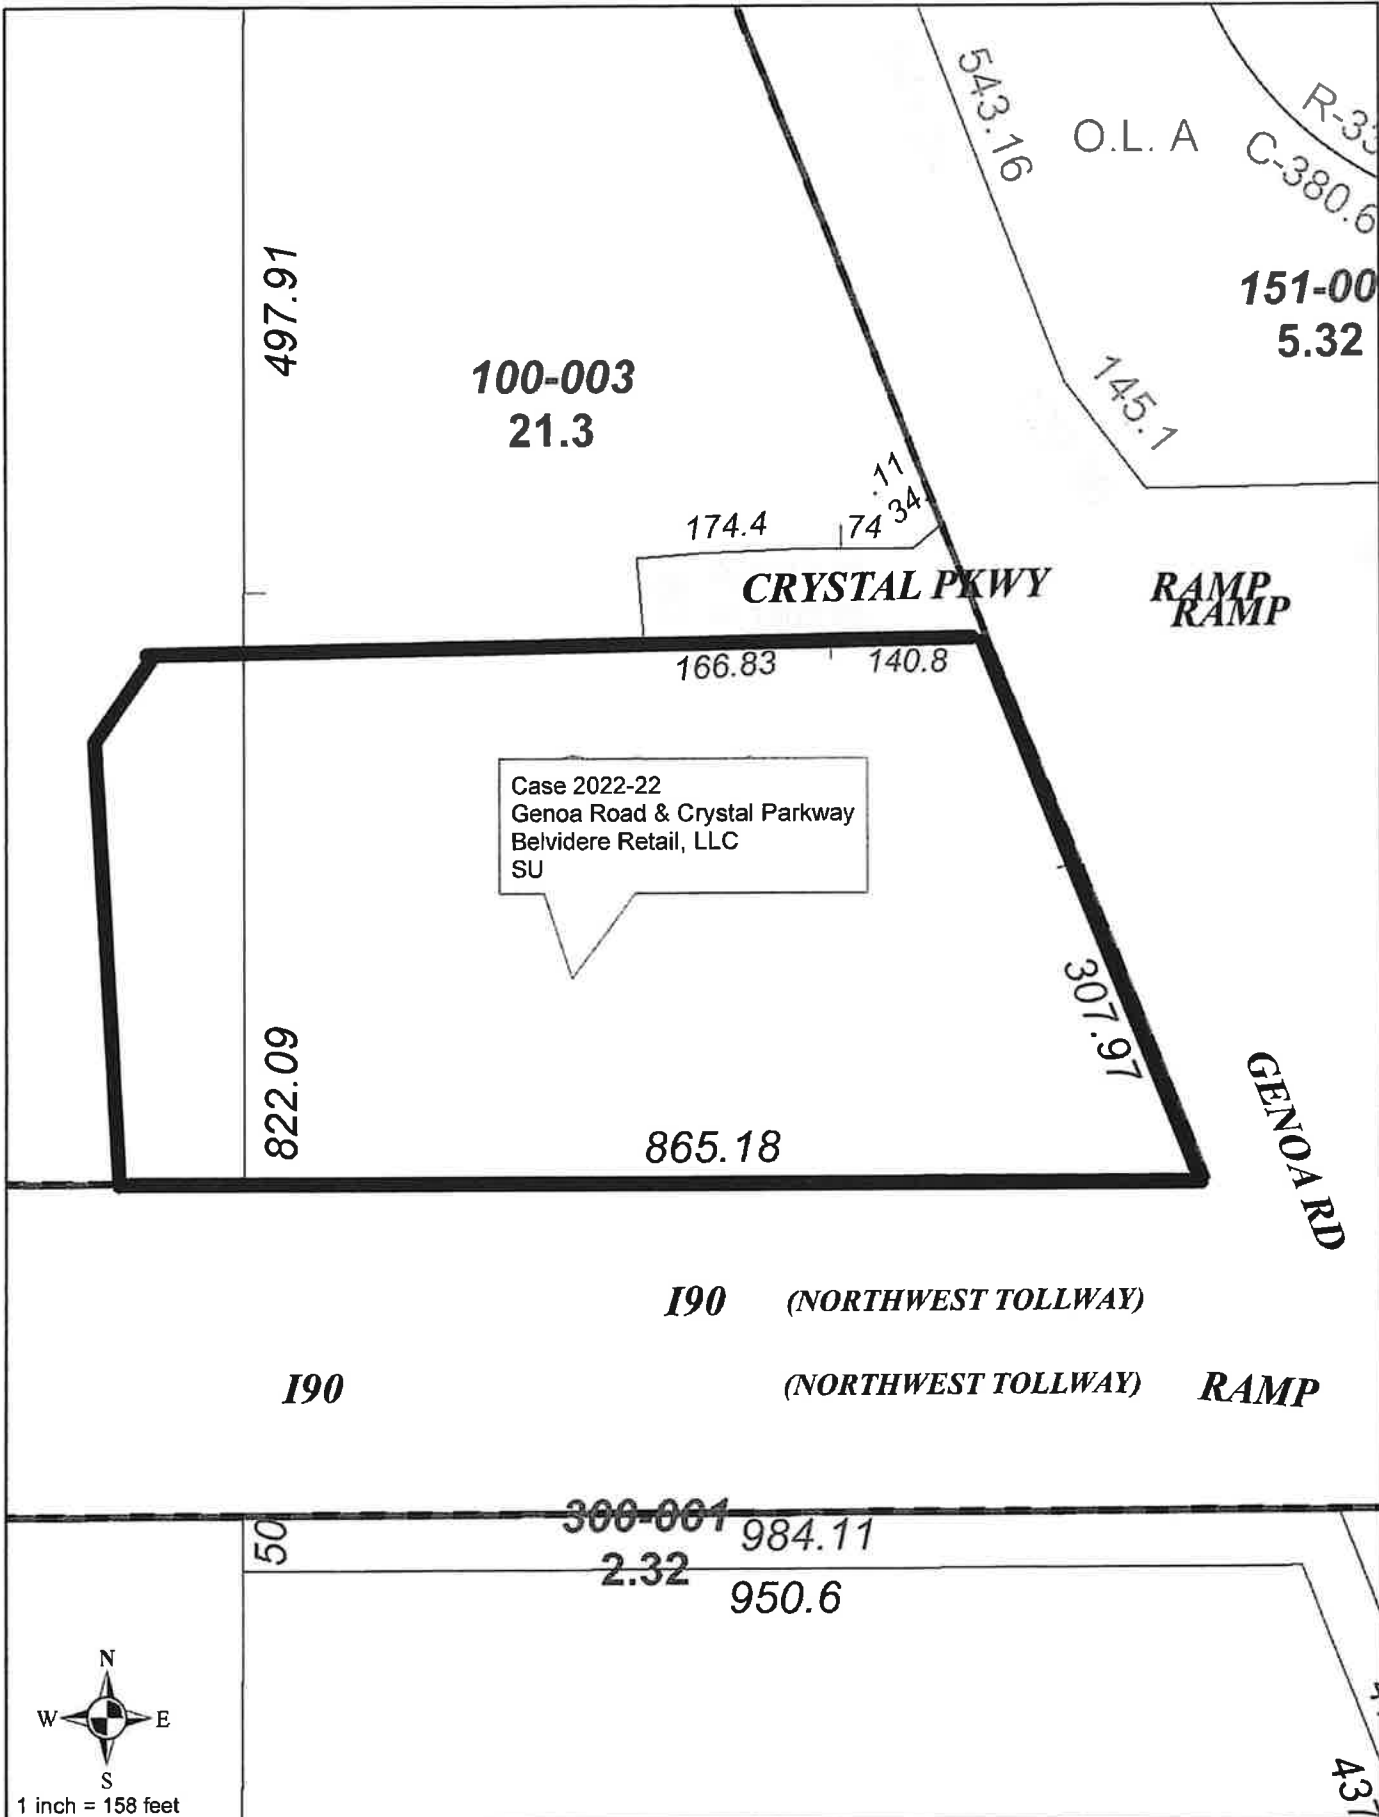 543.16
O.L. A
C-380.6
497.91
151-00
5.32
100-003
21.3
145.1
.11
34.
174.4
74
CRYSTAL PKWY
RAMP
RAMP
166.83
140.8
Case 2022-22
Genoa Road & Crystal Parkway
Belvidere Retail, LLC
SU
307.97
822.09
865.18
GENOA RD
I90 (NORTHWEST TOLLWAY)
I90 (NORTHWEST TOLLWAY) RAMP
300-001
984.11
50
2.32
950.6
N
W E
S
1 inch = 158 feet